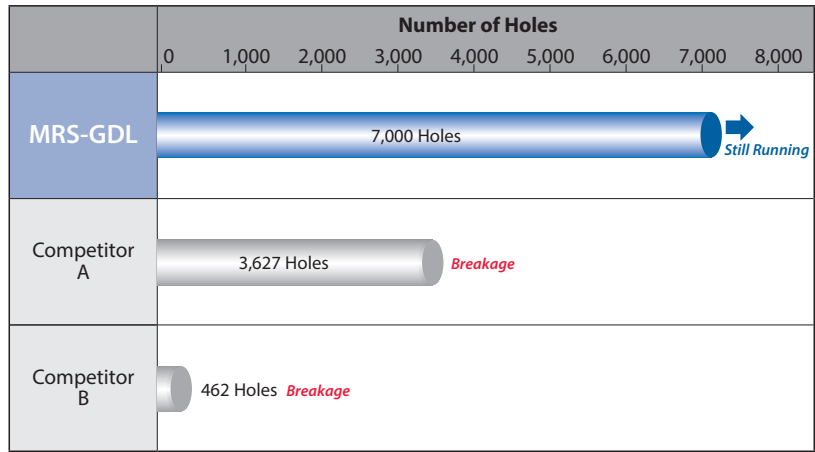 Number of Holes
0 1,000 2,000 3,000 4,000 5,000 6,000 7,000 8,000
MRS-GDL
7,000 Holes
Still Running
Competitor
A
3,627 Holes
Breakage
Competitor
B
462 Holes Breakage